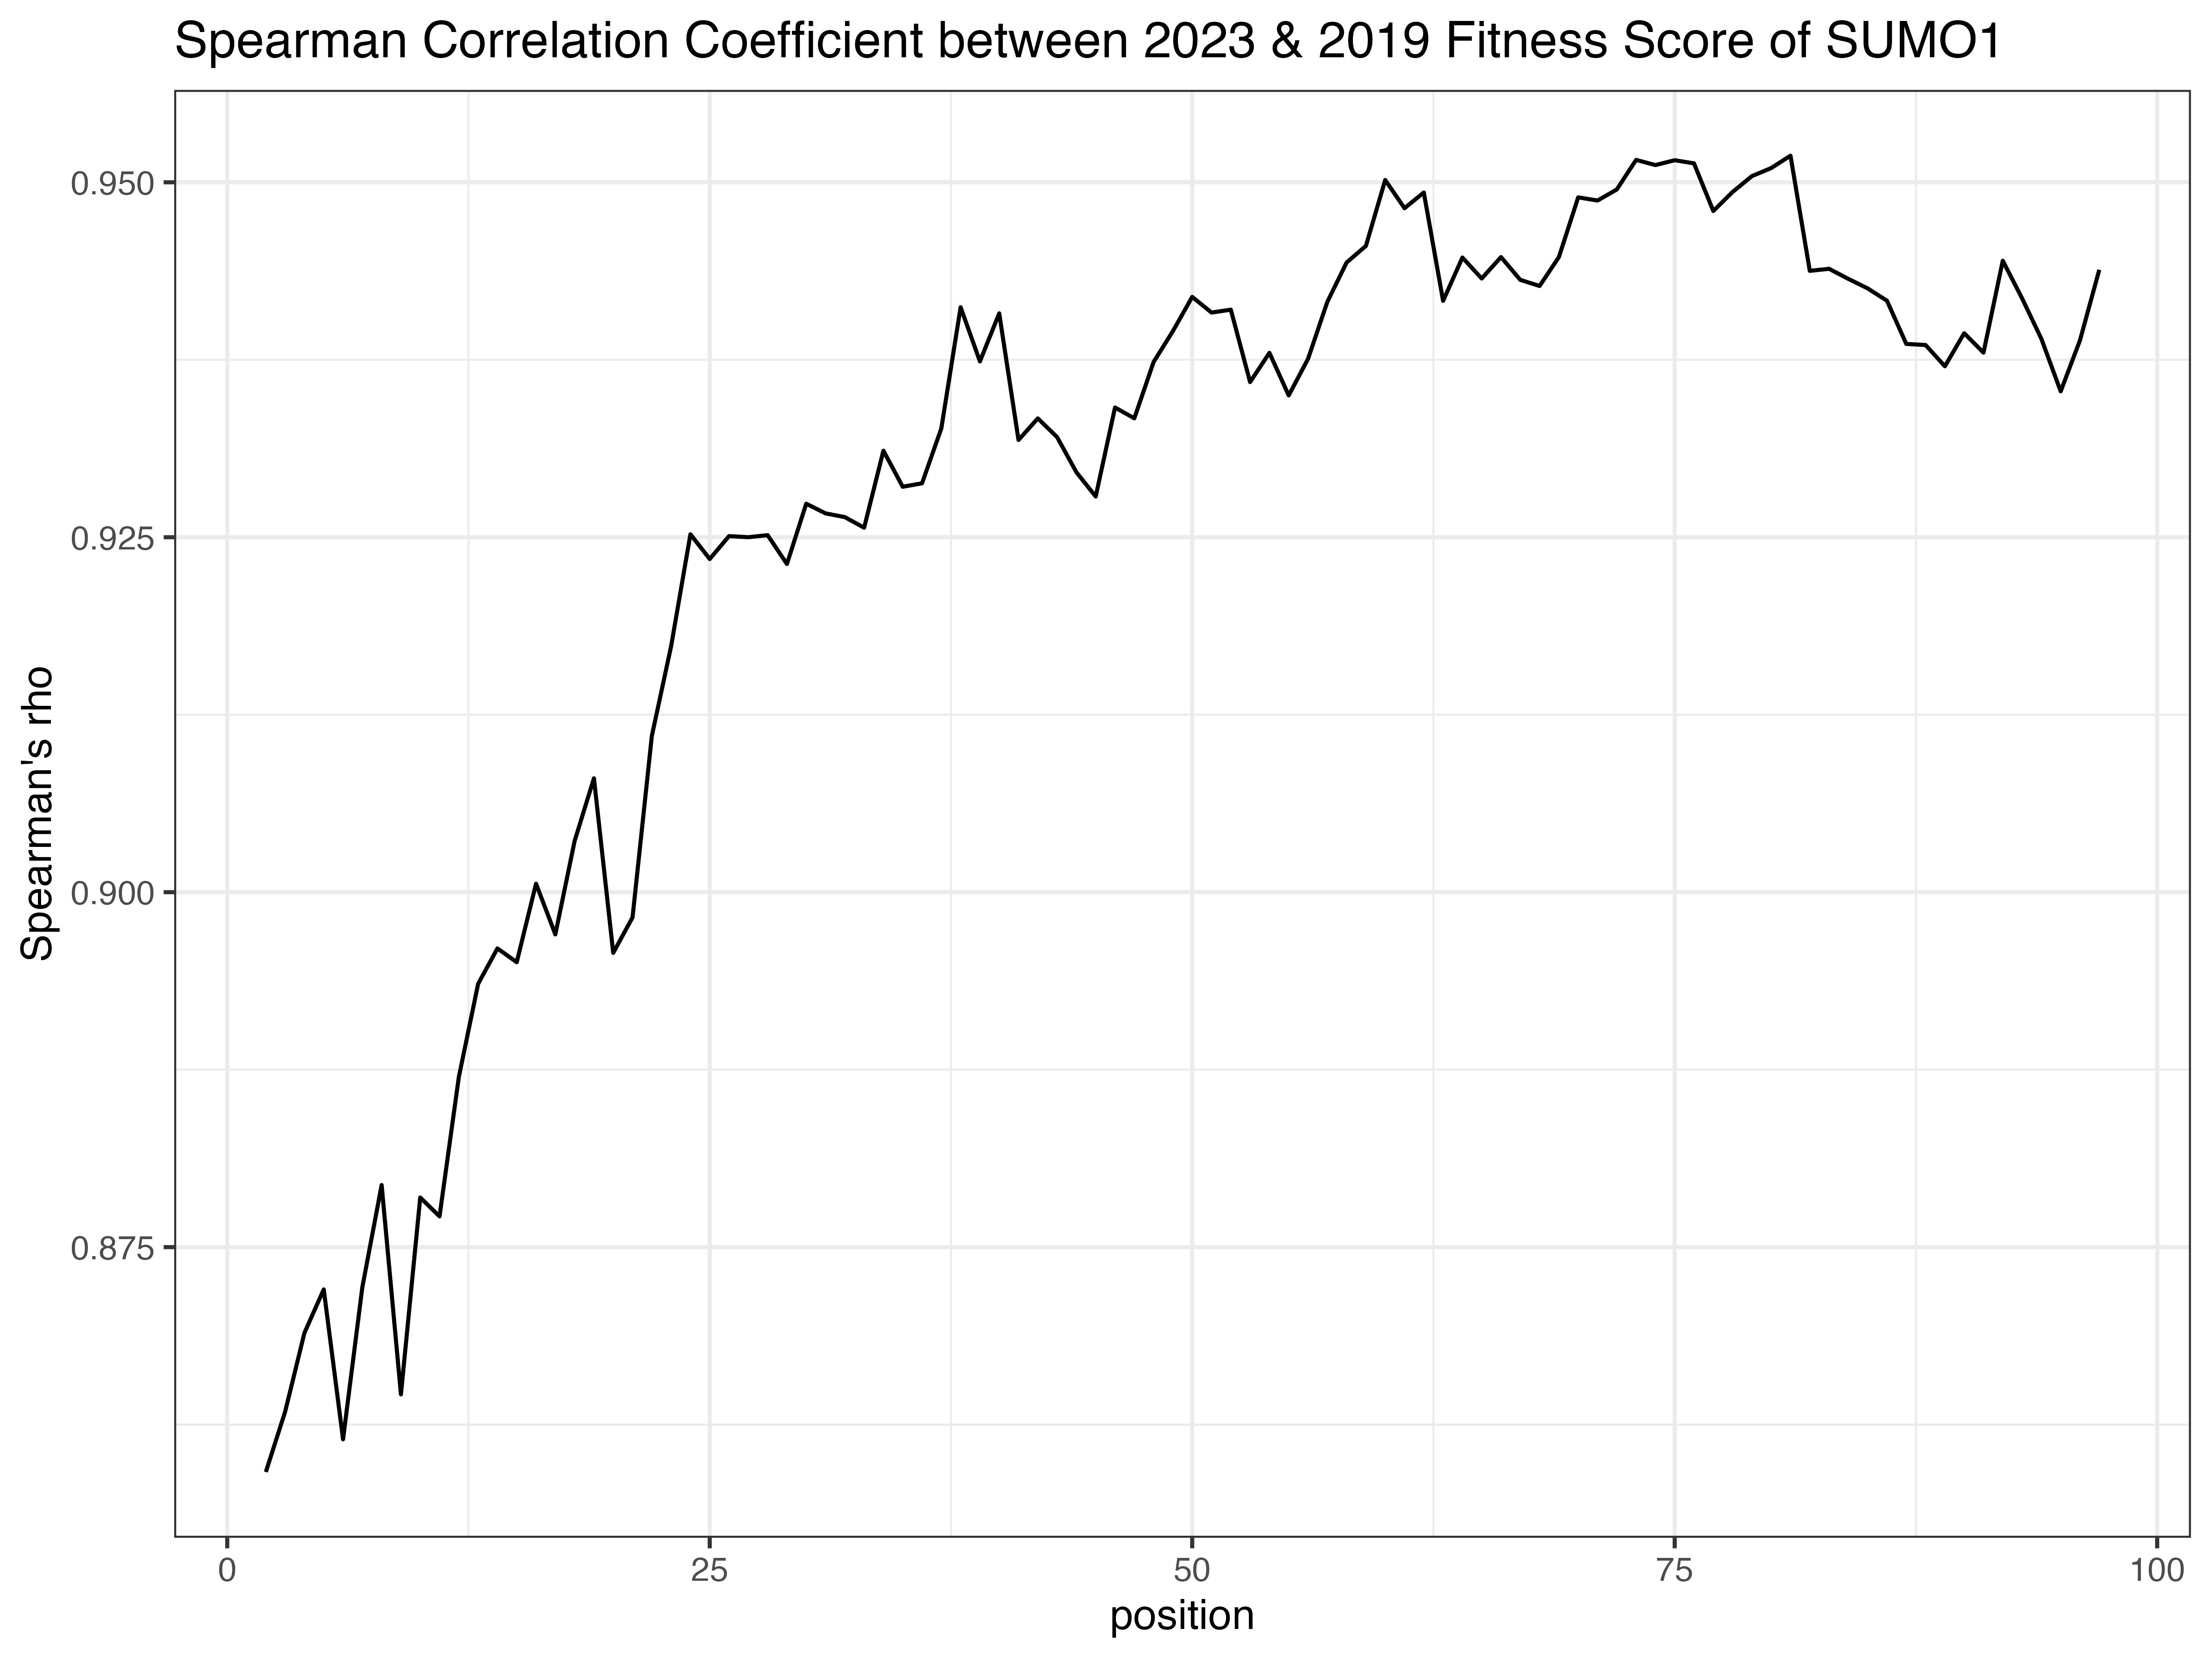 Spearman Correlation Coefficient between 2023 & 2019 Fitness Score of SUMO1
0.950
0.925
0.900
0.875
Spearman's rho
0 25 50 75 100
position